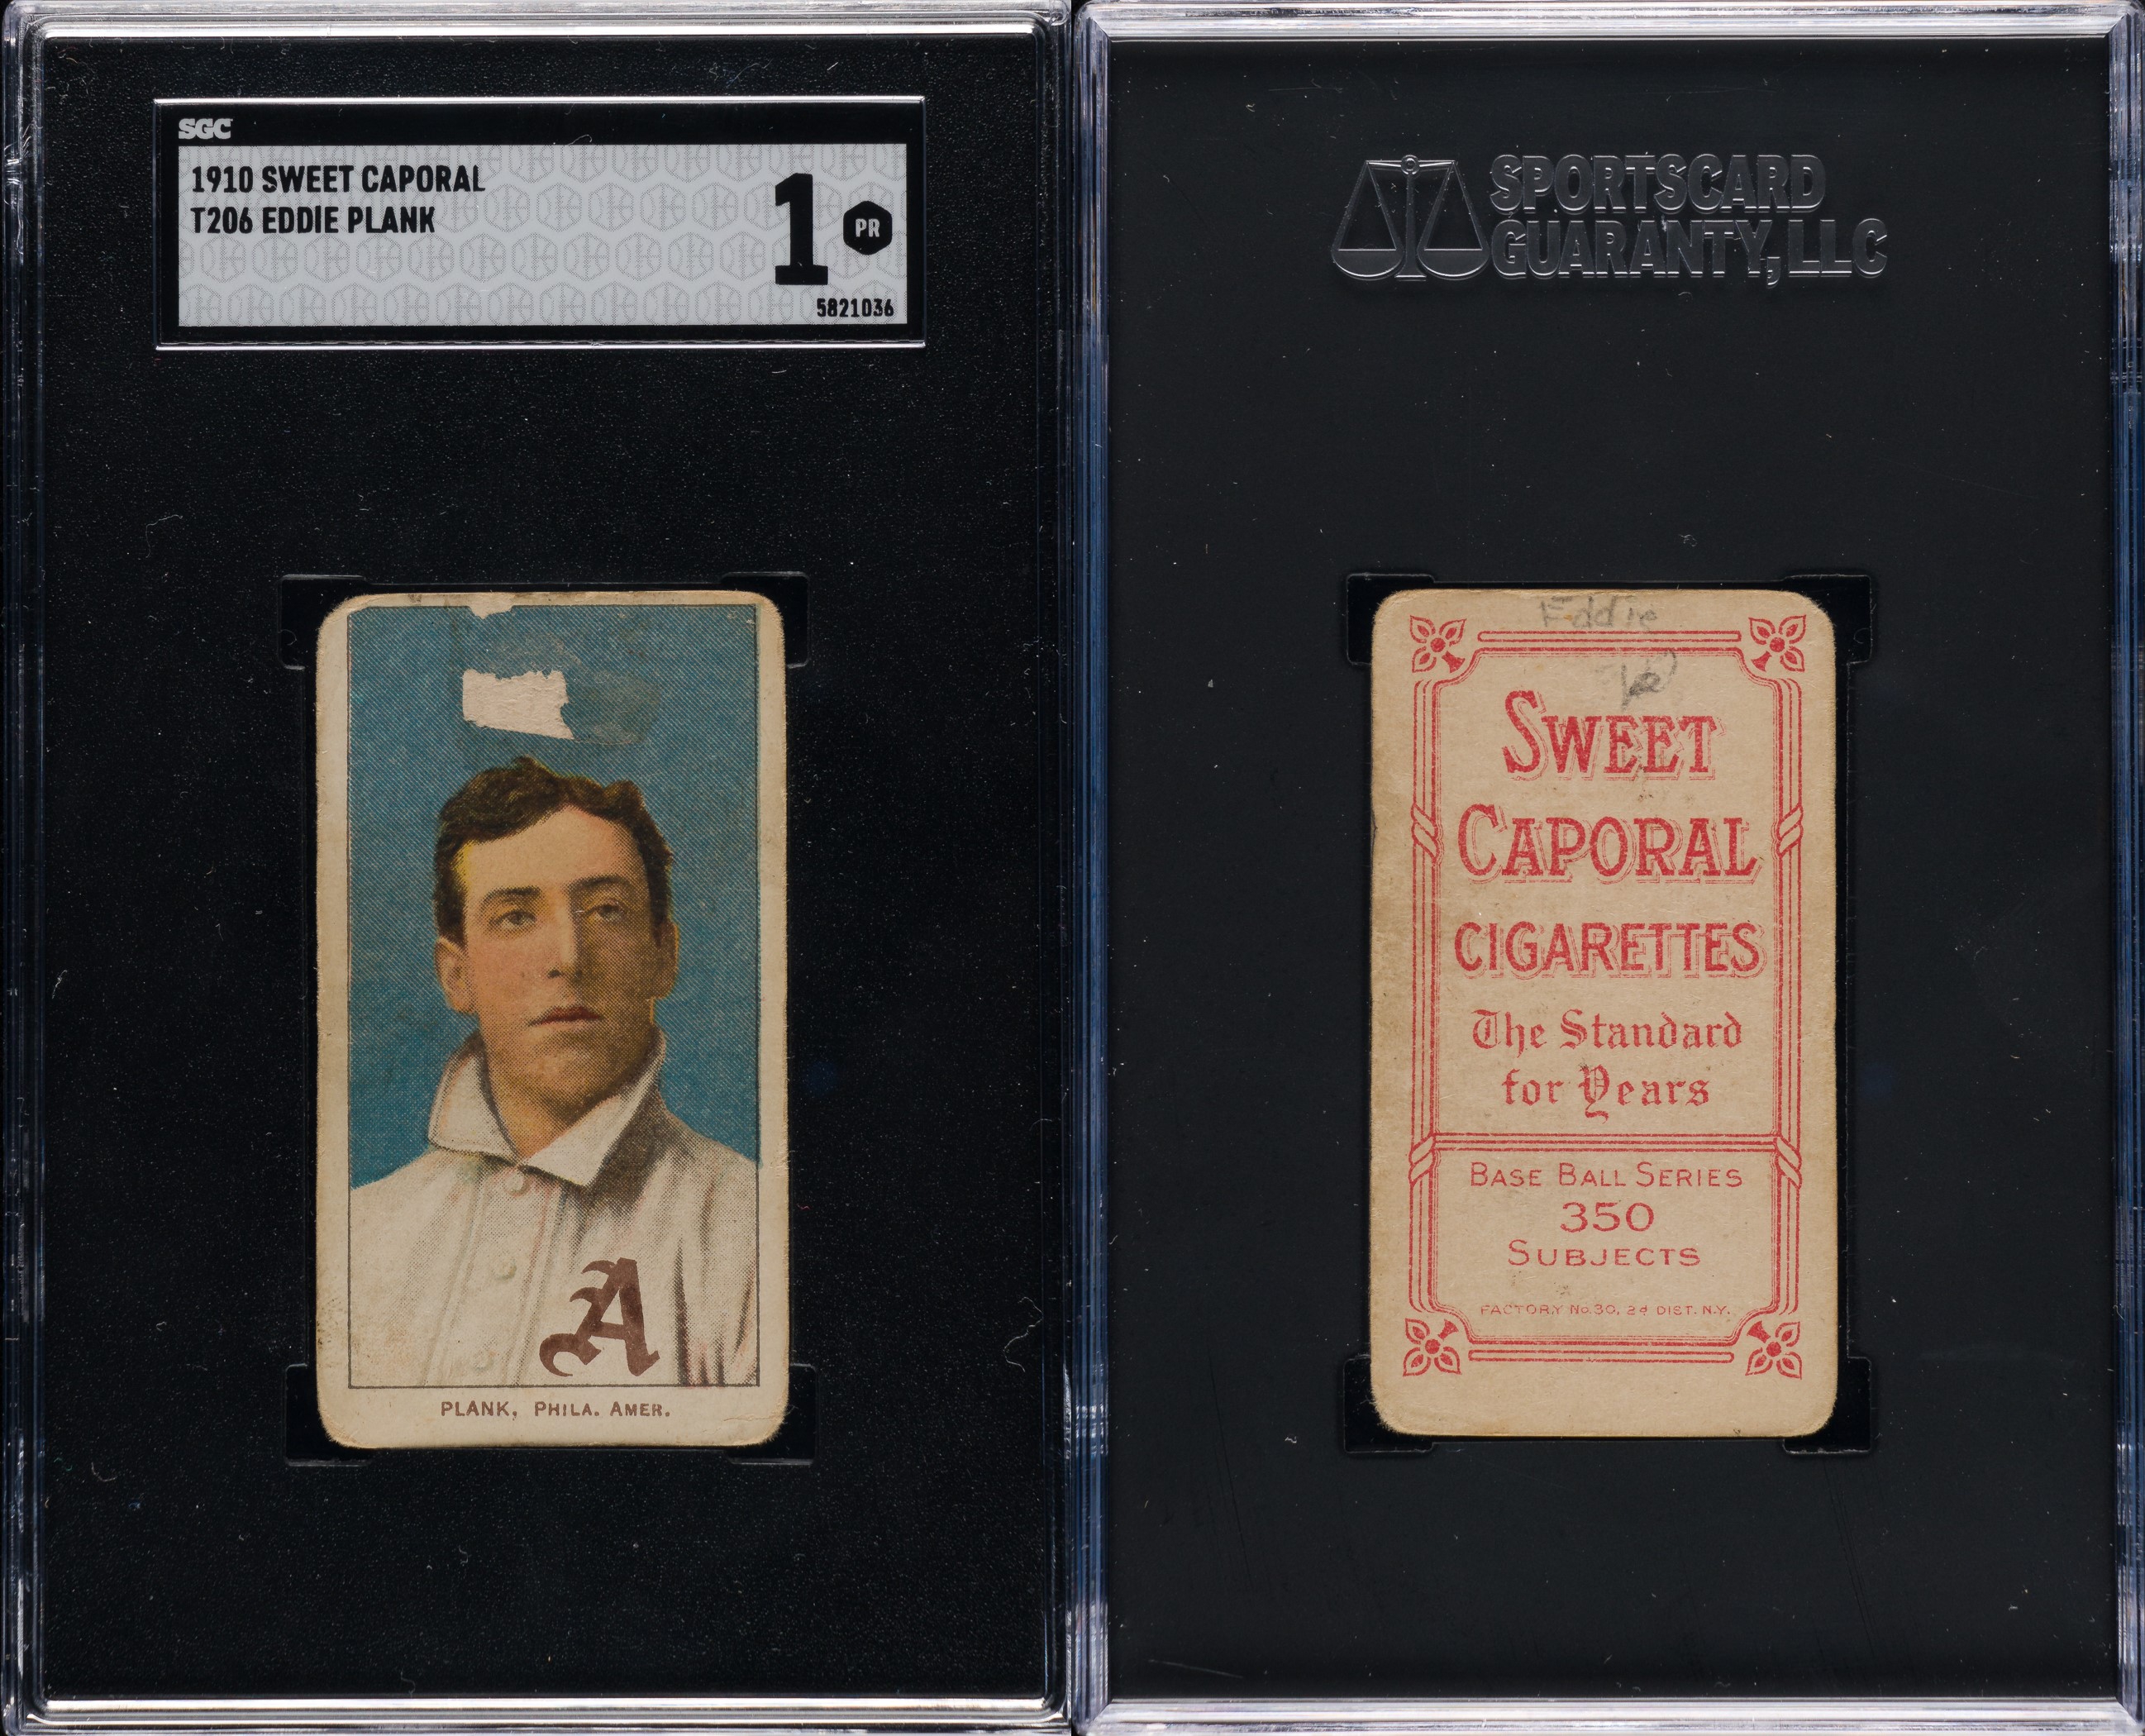 SGC
1910 SWEET CAPORAL
T206 EDDIE PLANK
1 PR
5821036
A
PLANK, PHILA. AMER.
SPORTSCARD
GUARANTY, LLC
Eddie
SWEET
CAPORAL
CIGARETTES
The Standard
for Years
BASE BALL SERIES
350
SUBJECTS
FACTORY No. 30, 2d DIST. N.Y.